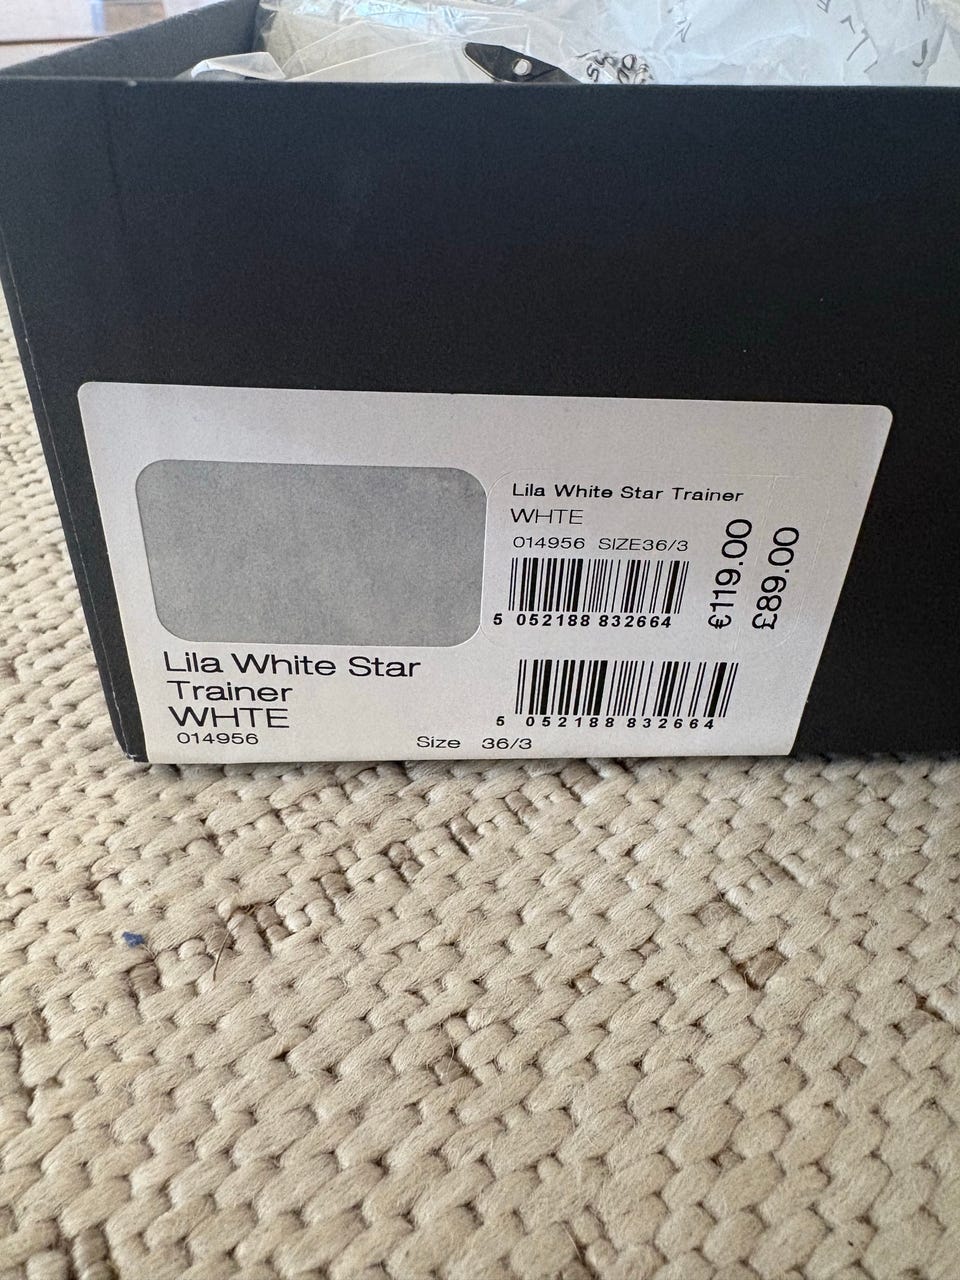 Lila White Star Trainer
WHTE
014956 SIZE36/3
5 052188 832664
€119.00
£89.00
Lila White Star
Trainer
WHTE
014956
5 052188 832664
Size 36/3